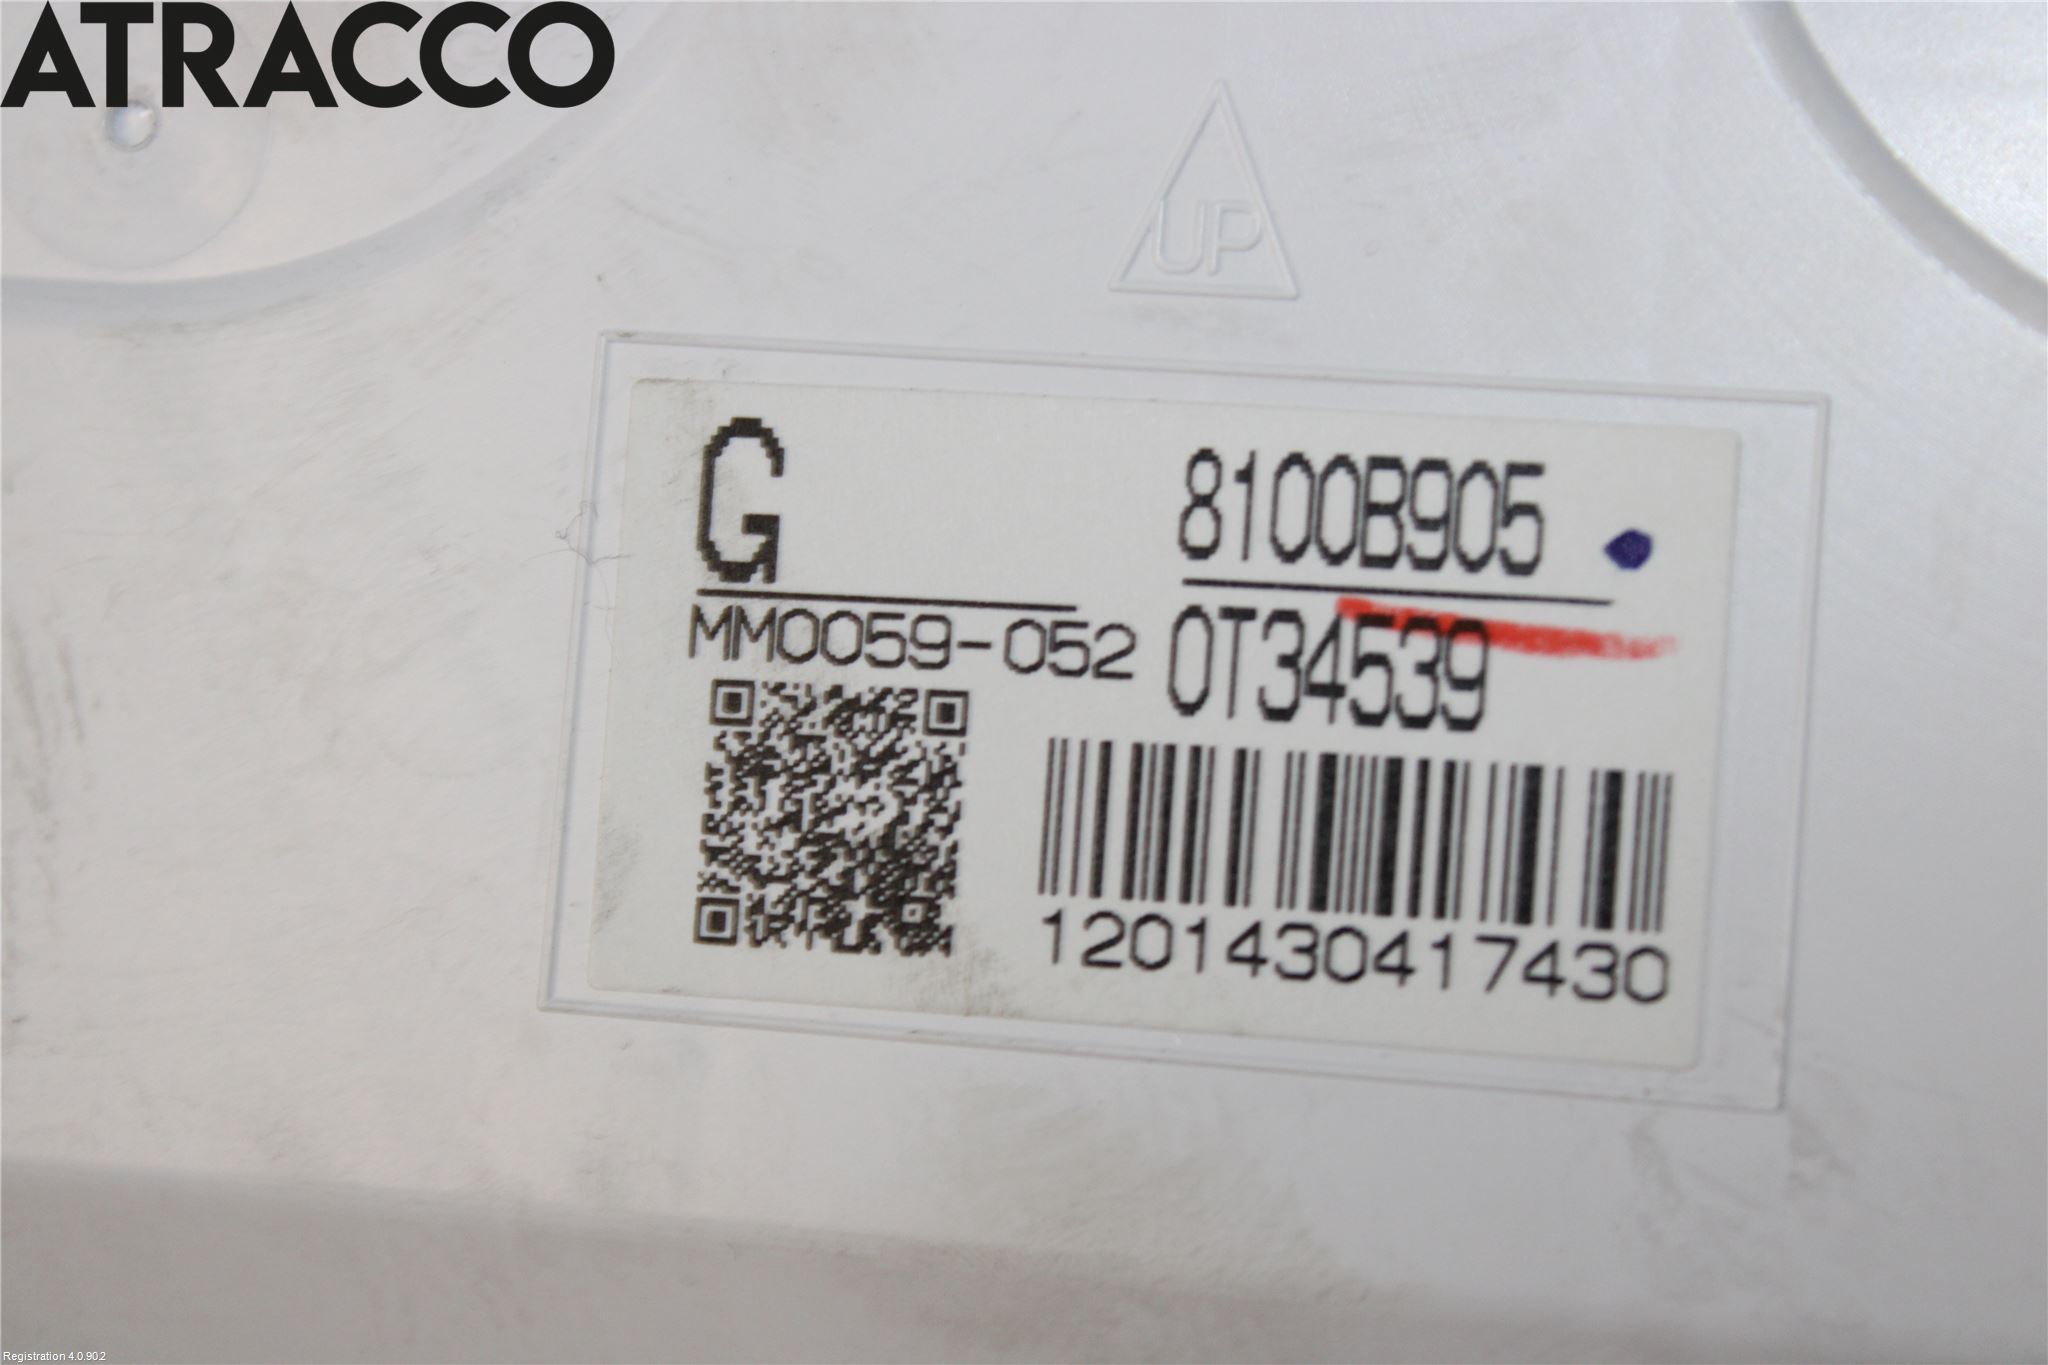 ATRACCO
UP
G
8100B905
MM0059-052
0T34539
1201430417430
Registration 4.0.902